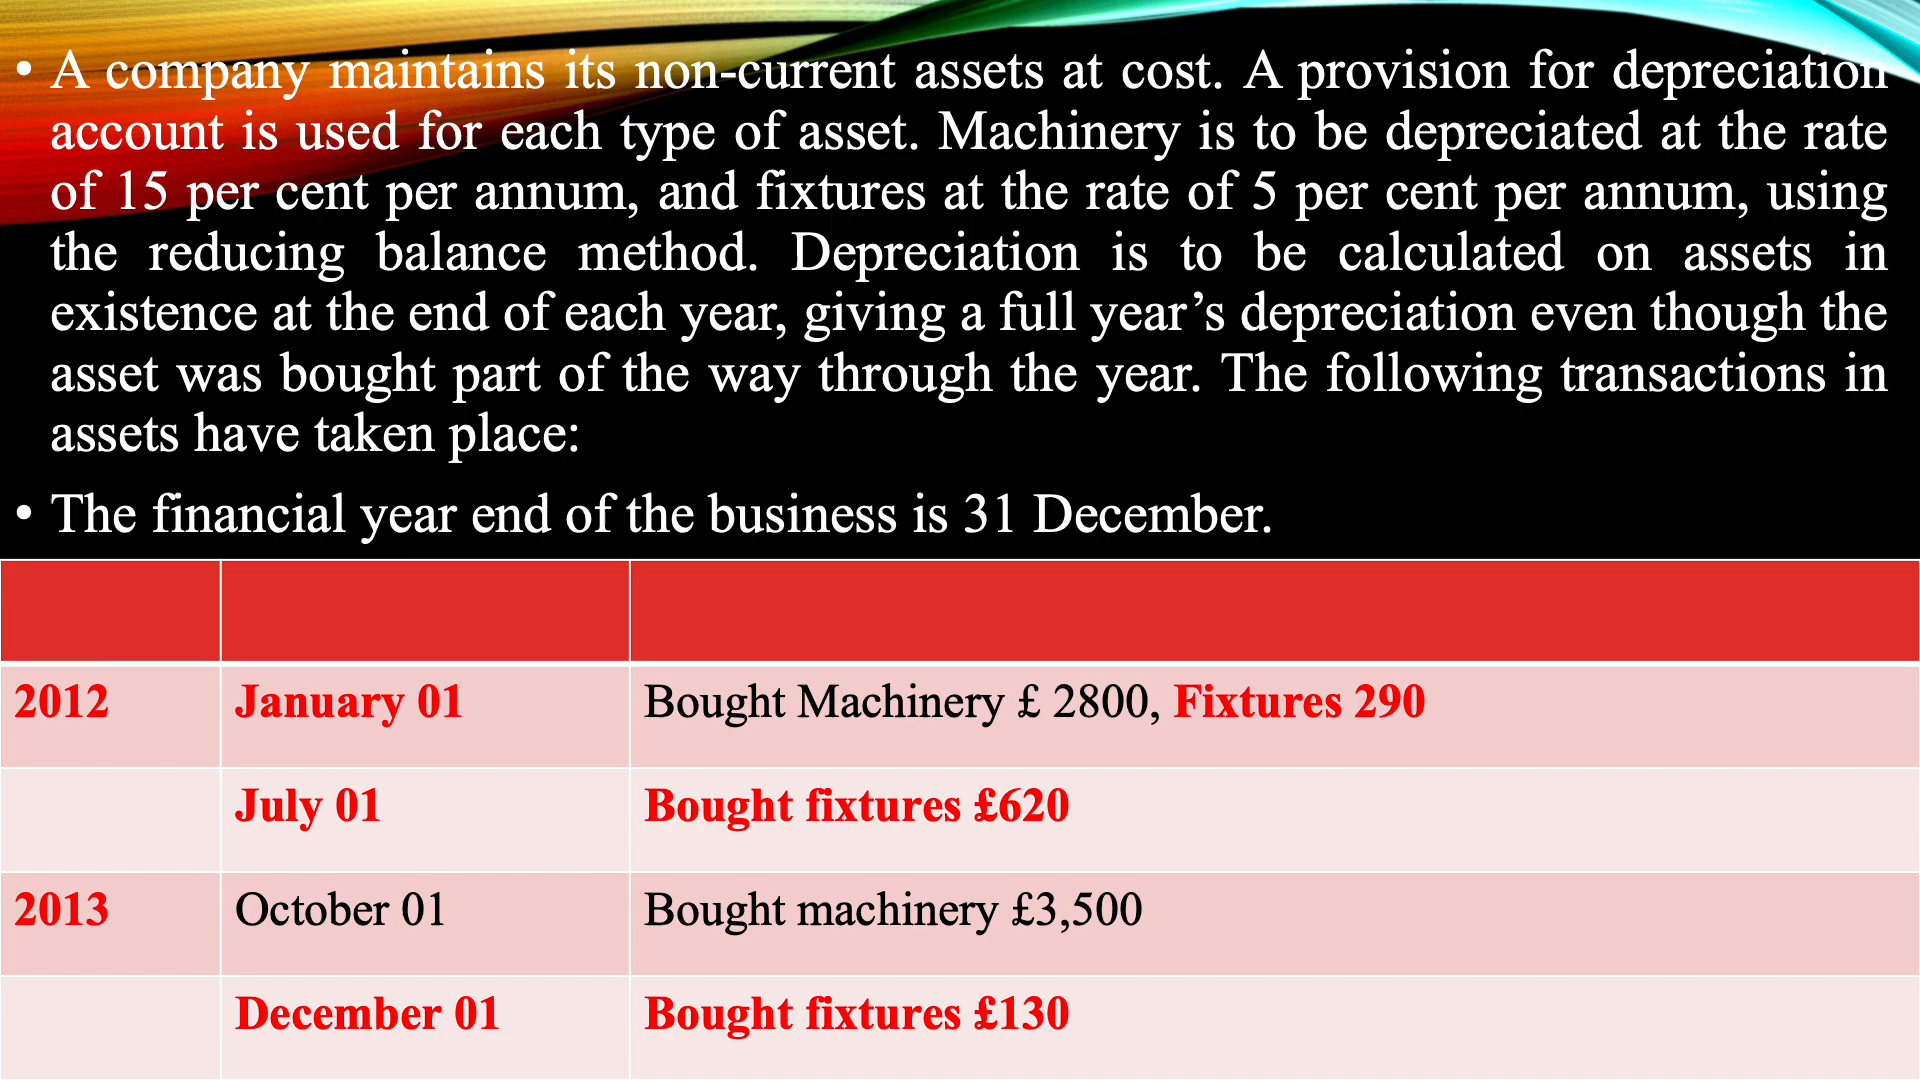 • A company maintains its non-current assets at cost. A provision for depreciation
account is used for each type of asset. Machinery is to be depreciated at the rate
of 15 per cent per annum, and fixtures at the rate of 5 per cent per annum, using
the reducing balance method. Depreciation is to be calculated on assets in
existence at the end of each year, giving a full year’s depreciation even though the
asset was bought part of the way through the year. The following transactions in
assets have taken place:
• The financial year end of the business is 31 December.
2012 January 01 Bought Machinery £ 2800, Fixtures 290
July 01 Bought fixtures £620
2013 October 01 Bought machinery £3,500
December 01 Bought fixtures £130